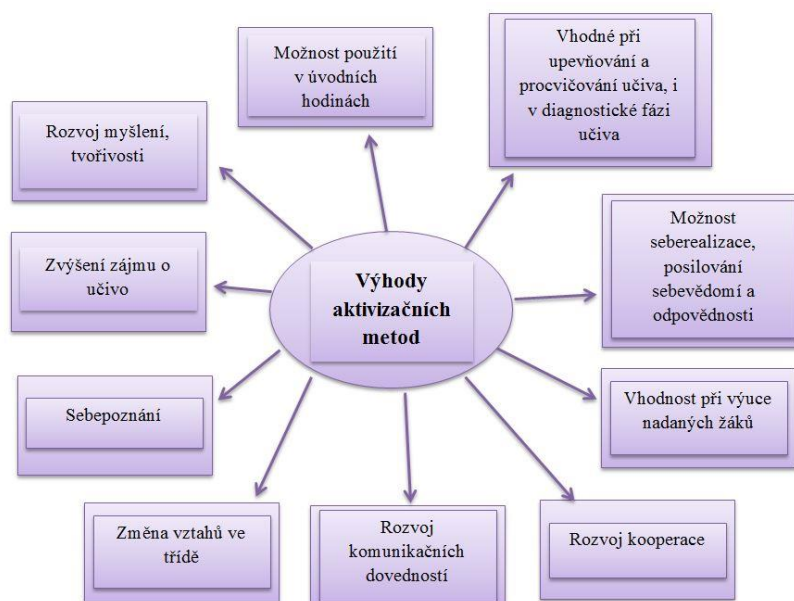 Možnost použití
v úvodních
hodinách
Vhodné při
upevňování a
procvičování učiva, i
v diagnostické fázi
učiva
Rozvoj myšlení,
tvořivosti
Možnost
seberealizace,
posilování
sebevědomí a
odpovědnosti
Zvýšení zájmu o
učivo
Výhody
aktivizačních
metod
Sebepoznání
Vhodnost při výuce
nadaných žáků
Změna vztahů ve
třídě
Rozvoj
komunikačních
dovedností
Rozvoj kooperace